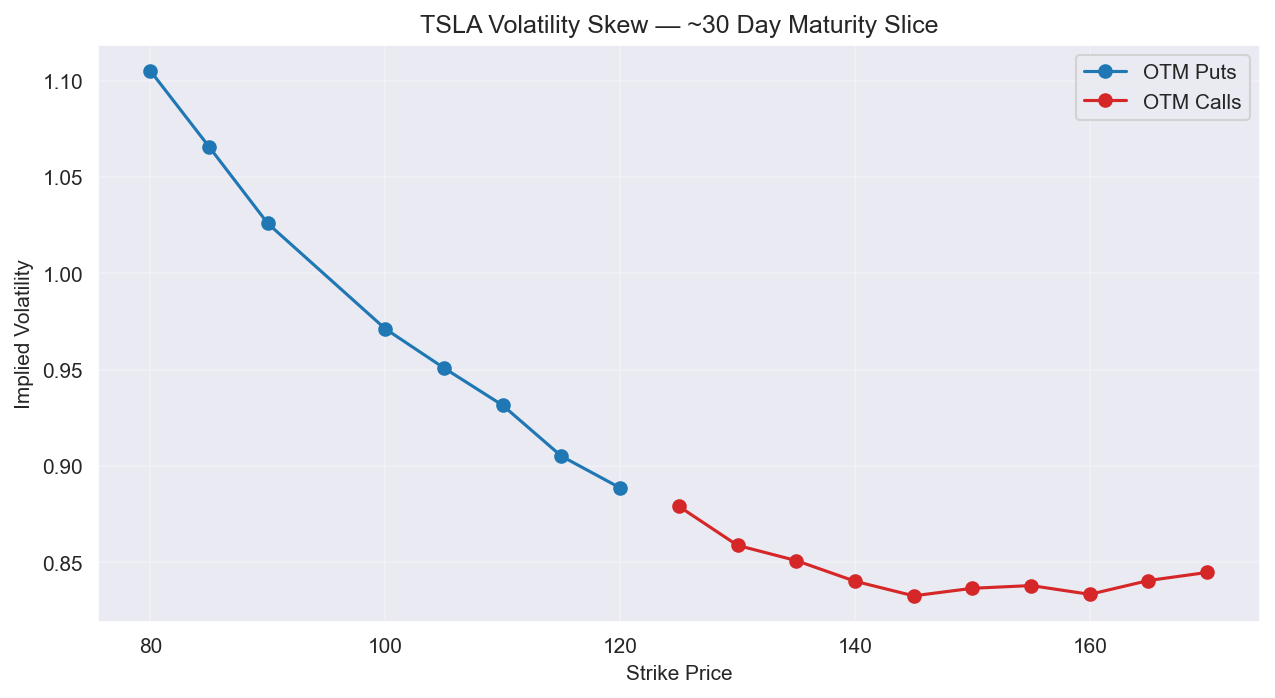 TSLA Volatility Skew — ~30 Day Maturity Slice
OTM Puts
OTM Calls
Implied Volatility
1.10
1.05
1.00
0.95
0.90
0.85
80
100
120
140
160
Strike Price